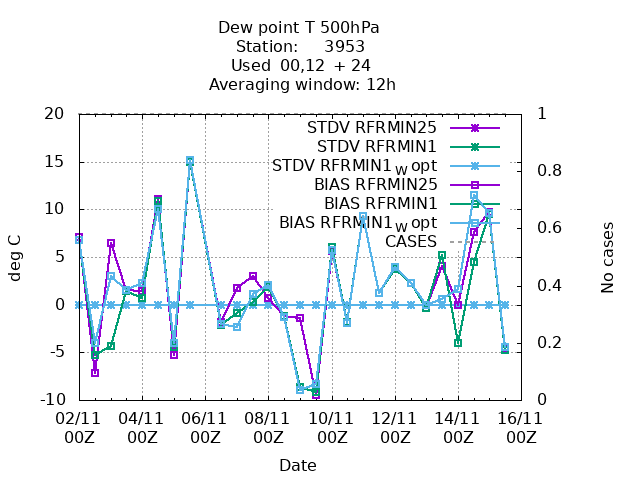 Dew point T 500hPa
Station: 3953
Used 00,12 + 24
Averaging window: 12h
20
15
10
5
0
-5
-10
1
0.8
0.6
0.4
0.2
0
deg C
No cases
STDV RFRMIN25
STDV RFRMIN1
STDV RFRMIN1_w opt
BIAS RFRMIN25
BIAS RFRMIN1
BIAS RFRMIN1_w opt
CASES
02/11 04/11 06/11 08/11 10/11 12/11 14/11 16/11
00Z 00Z 00Z 00Z 00Z 00Z 00Z 00Z
Date